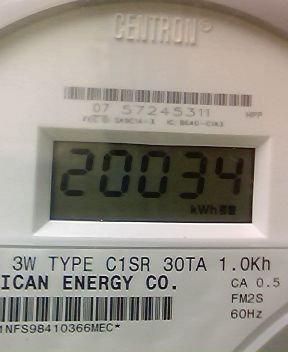 CENTRON®
07 57245311
HPP
20034
kWh
3W TYPE C1SR 30TA 1.0Kh
ICAN ENERGY CO.
CA 0.5
FM2S
60Hz
1NFS98410366MEC*